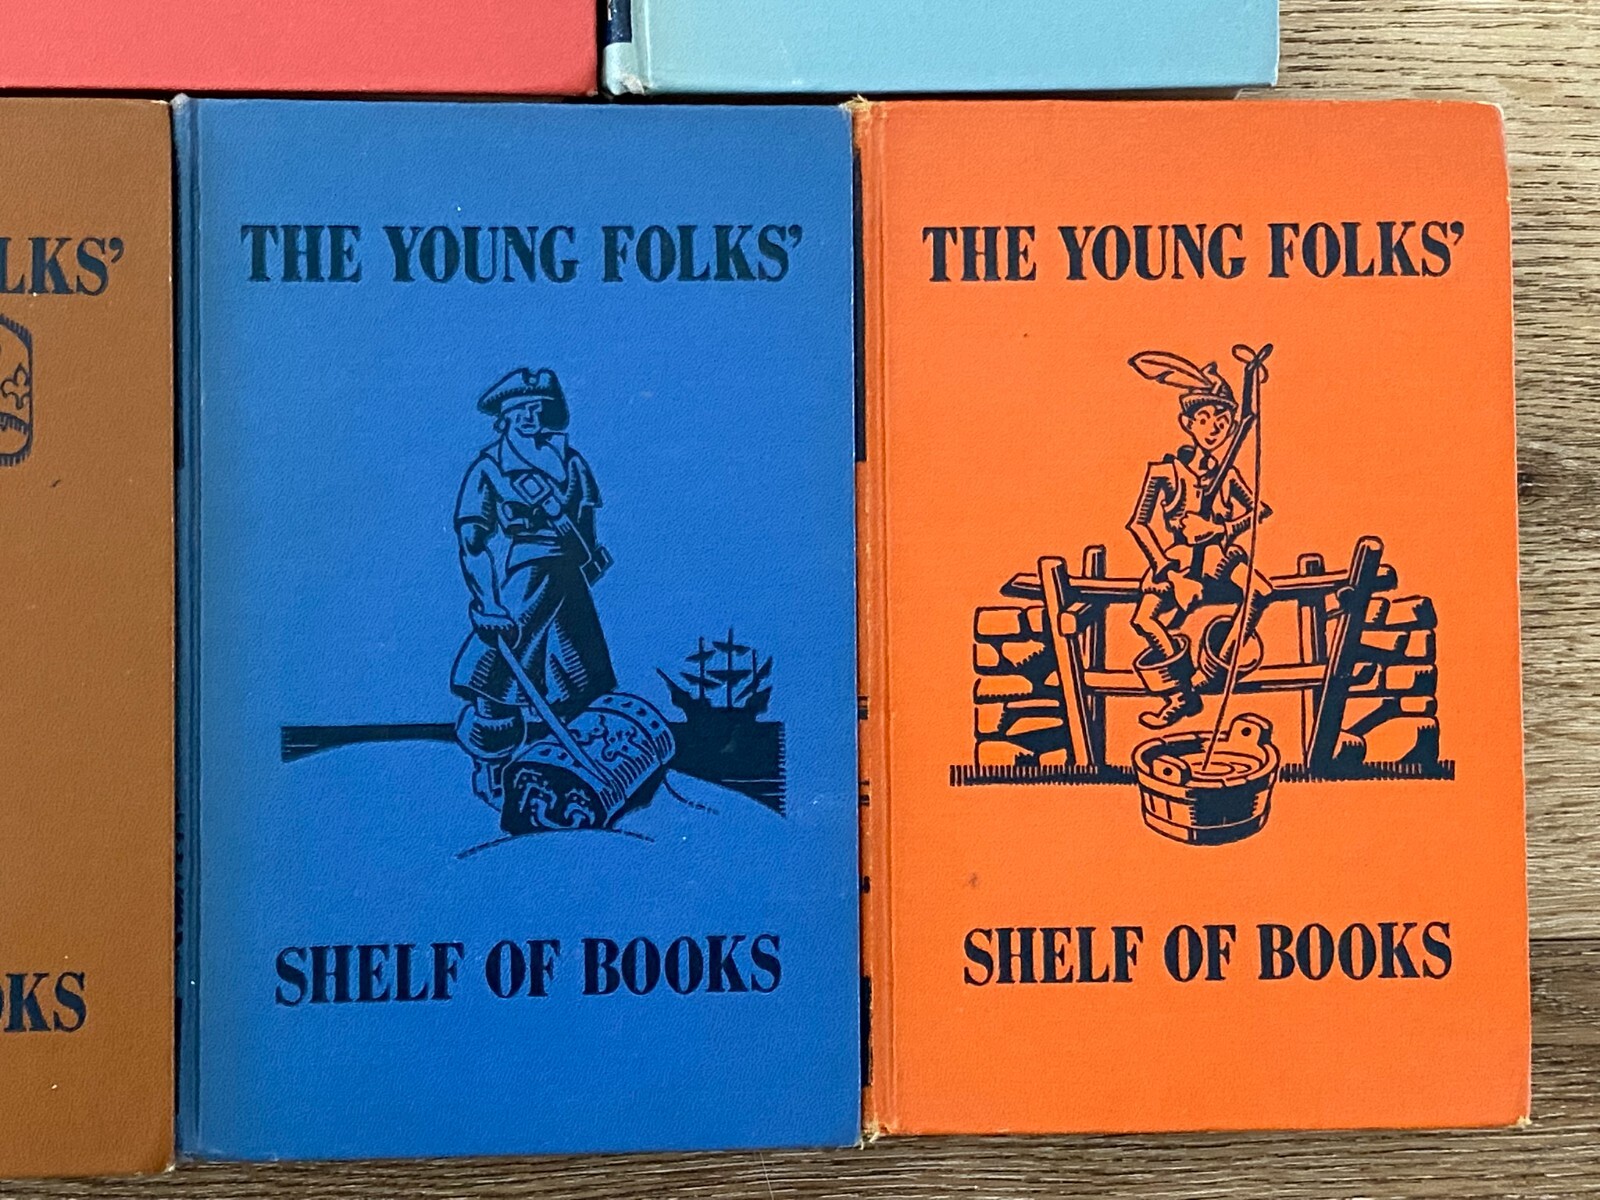 LKS’
OKS
THE YOUNG FOLKS’
SHELF OF BOOKS
THE YOUNG FOLKS’
SHELF OF BOOKS